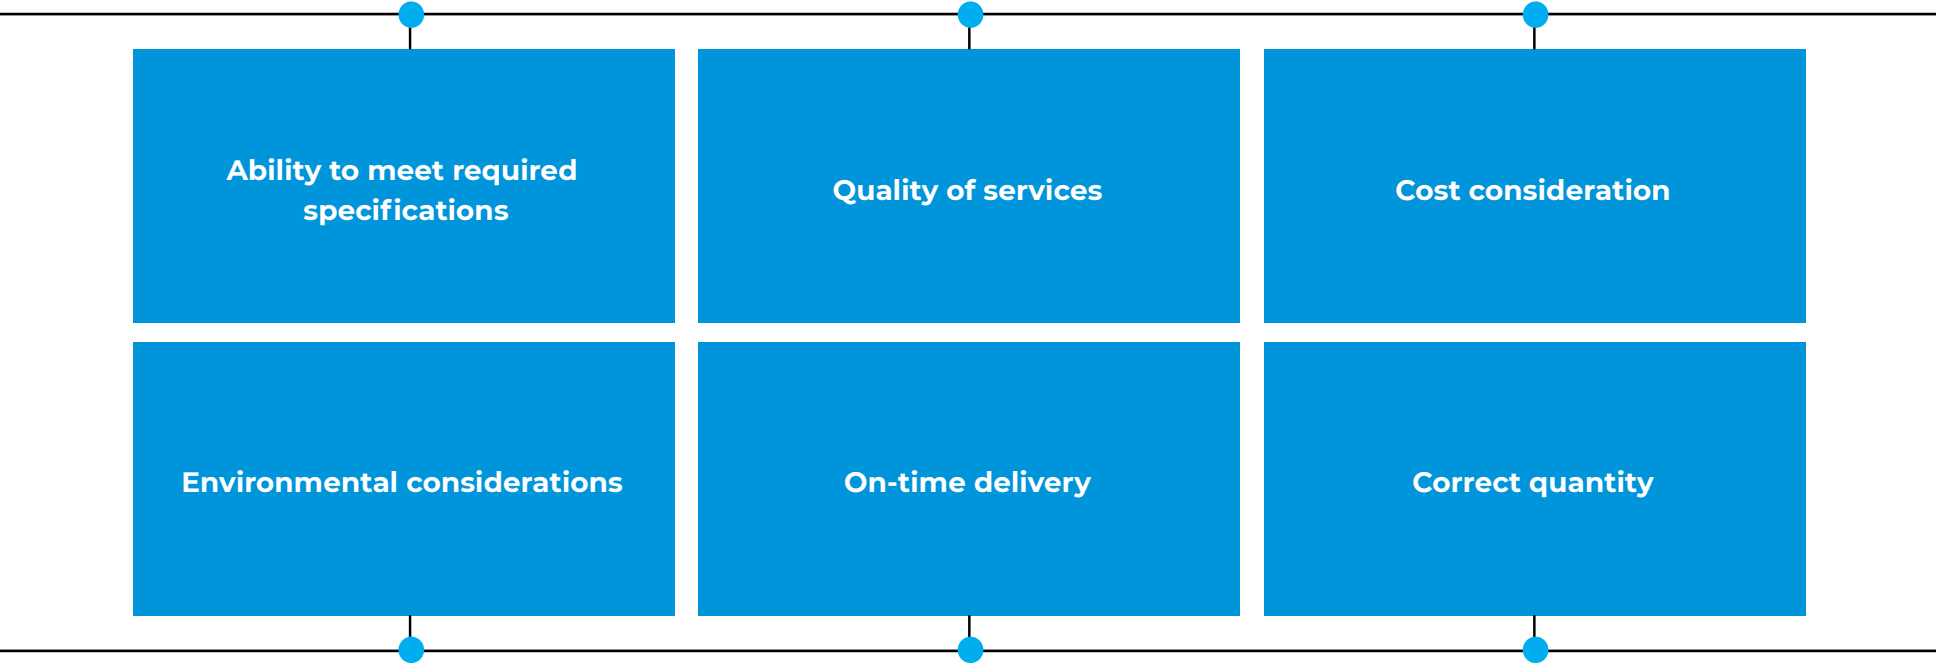 Ability to meet required
specifications
Quality of services
Cost consideration
Environmental considerations
On-time delivery
Correct quantity